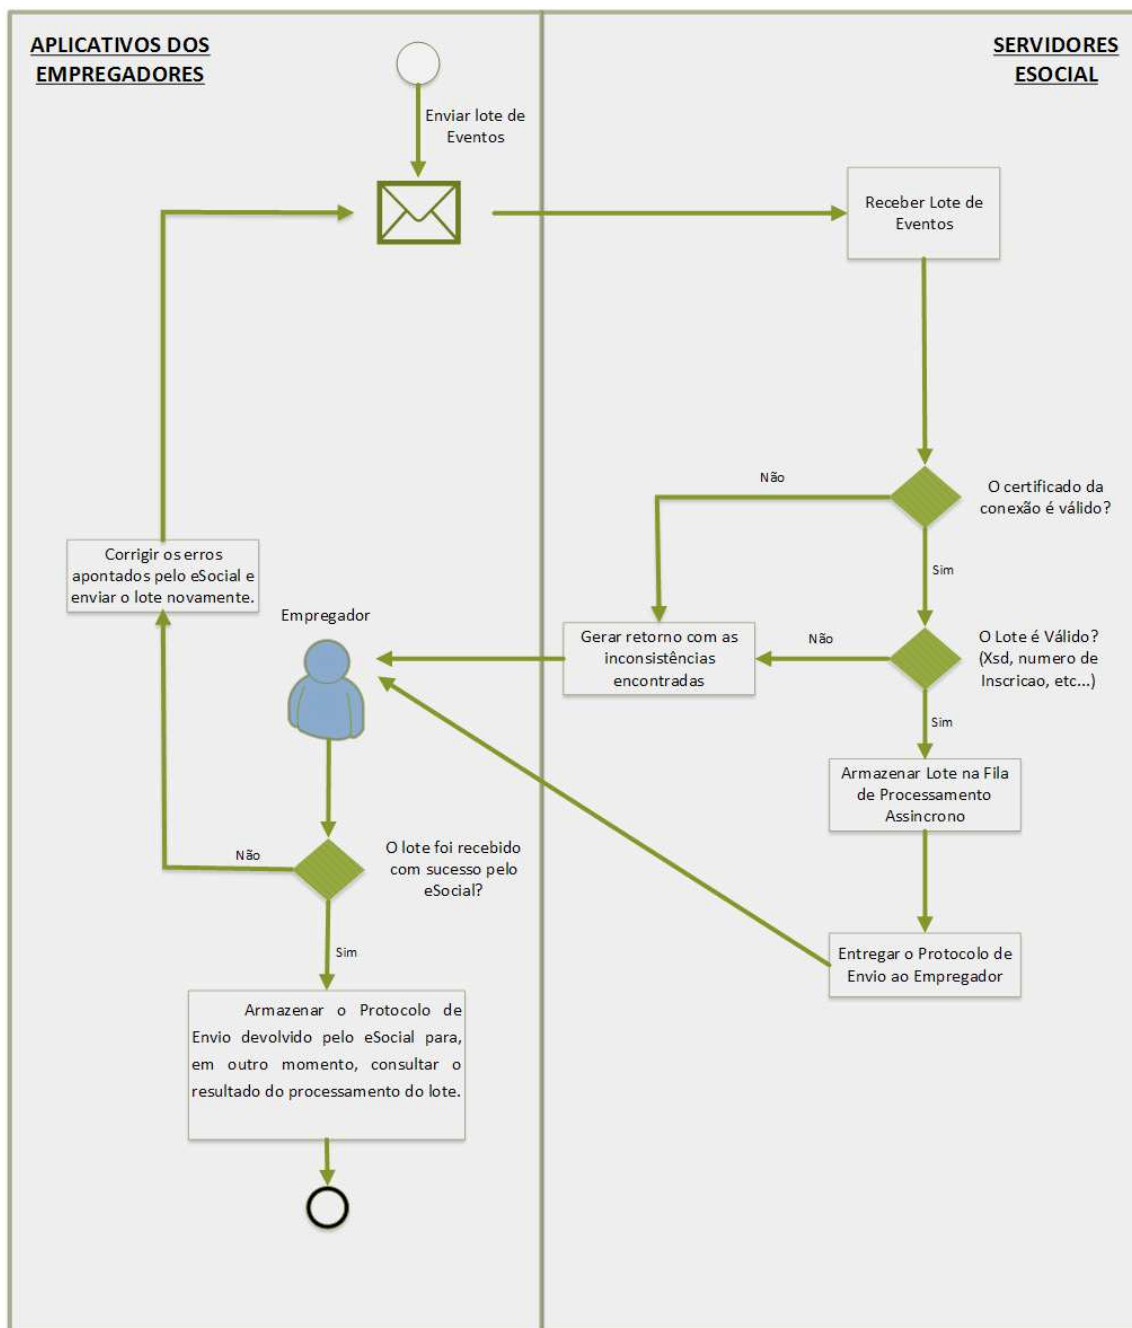 APLICATIVOS DOS
EMPREGADORES
SERVIDORES
ESOCIAL
Enviar lote de
Eventos
Receber Lote de
Eventos
Não
O certificado da
conexão é válido?
Sim
Corrigir os erros
apontados pelo eSocial e
enviar o lote novamente.
Empregador
Gerar retorno com as
inconsistências
encontradas
Não
O Lote é Válido?
(Xsd, numero de
Inscricao, etc...)
Sim
Armazenar Lote na Fila
de Processamento
Assincrono
Não
O lote foi recebido
com sucesso pelo
eSocial?
Sim
Entregar o Protocolo de
Envio ao Empregador
Armazenar o Protocolo de
Envio devolvido pelo eSocial para,
em outro momento, consultar o
resultado do processamento do lote.